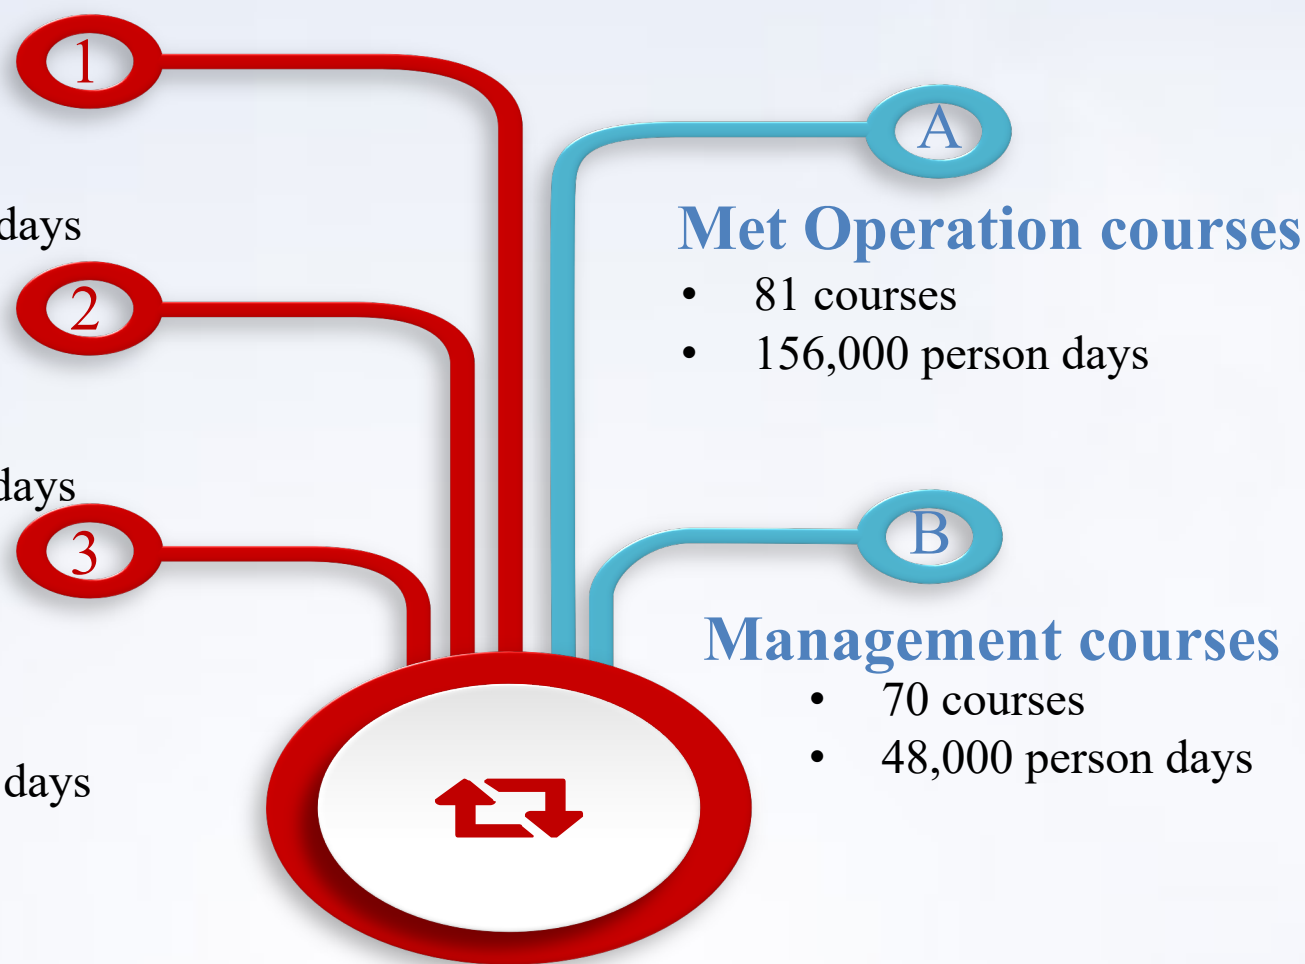 1
days
2
days
3
days
A
Met Operation courses
• 81 courses
• 156,000 person days
B
Management courses
• 70 courses
• 48,000 person days